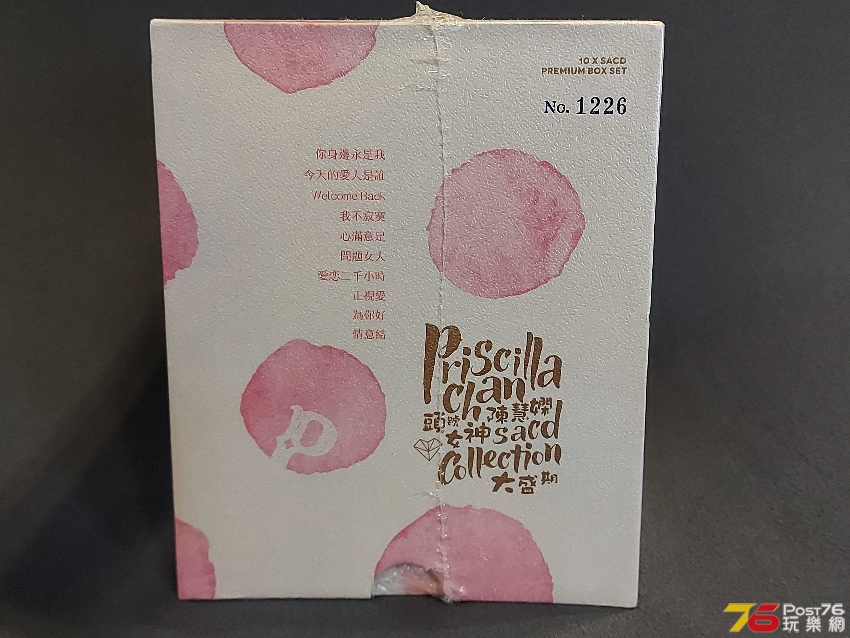 10 X SACD
PREMIUM BOX SET
No. 1226
你身邊永是我
今天的愛人是誰
Welcome Back
我不寂寞
心滿意足
問題女人
愛戀二千小時
正視愛
為你好
情意結
Priscilla
Chan 陳慧嫻
頭號女神 sacd
Collection
大盛期
76 Post76
玩樂網